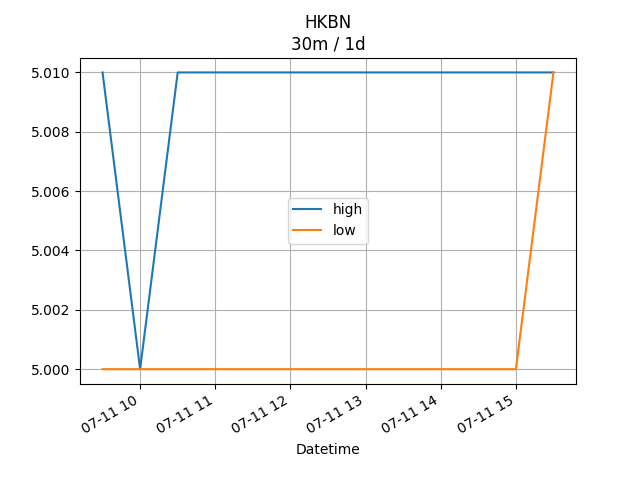 HKBN
30m / 1d
5.010
5.008
5.006
5.004
5.002
5.000
high
low
07-11 10
07-11 11
07-11 12
07-11 13
07-11 14
07-11 15
Datetime